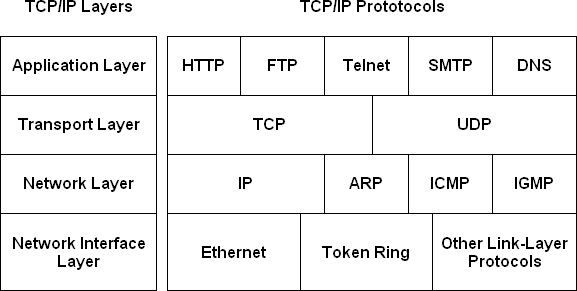 TCP/IP Layers
TCP/IP Prototocols
Application Layer
HTTP
FTP
Telnet
SMTP
DNS
Transport Layer
TCP
UDP
Network Layer
IP
ARP
ICMP
IGMP
Network Interface
Layer
Ethernet
Token Ring
Other Link-Layer
Protocols